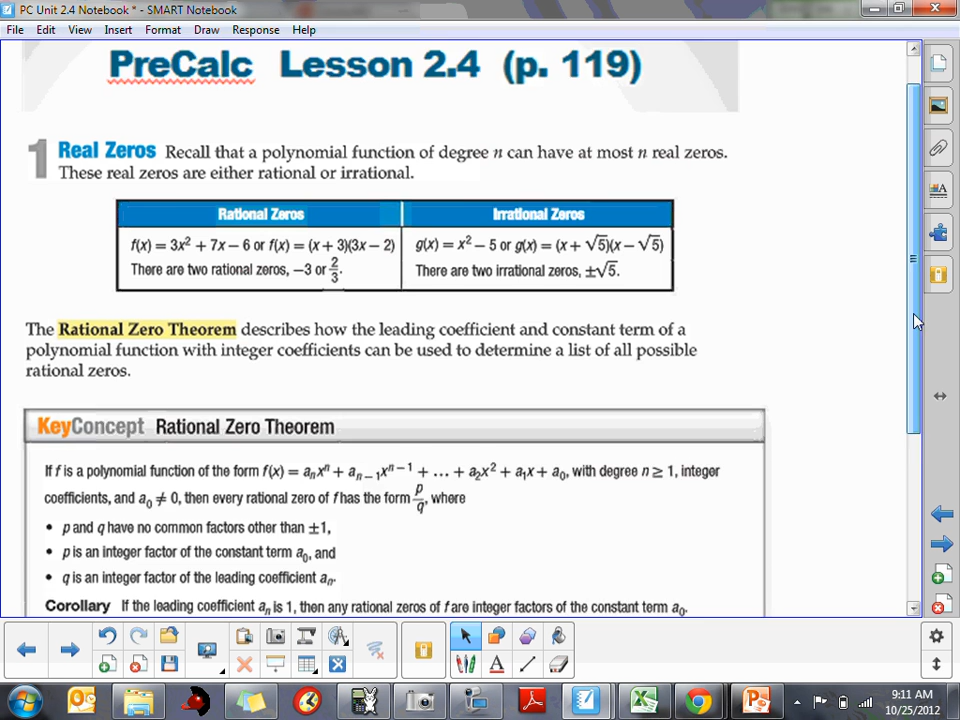 PC Unit 2.4 Notebook * - SMART Notebook
File Edit View Insert Format Draw Response Help
PreCalc Lesson 2.4 (p. 119)
1 Real Zeros Recall that a polynomial function of degree n can have at most n real zeros.
These real zeros are either rational or irrational.
Rational Zeros Irrational Zeros
f(x) = 3x² + 7x − 6 or f(x) = (x + 3)(3x − 2) g(x) = x² − 5 or g(x) = (x + √5)(x − √5)
There are two rational zeros, −3 or 2/3. There are two irrational zeros, ±√5.
The Rational Zero Theorem describes how the leading coefficient and constant term of a
polynomial function with integer coefficients can be used to determine a list of all possible
rational zeros.
KeyConcept Rational Zero Theorem
If f is a polynomial function of the form f(x) = aₙxⁿ + aₙ₋₁xⁿ⁻¹ + … + a₂x² + a₁x + a₀, with degree n ≥ 1, integer
coefficients, and a₀ ≠ 0, then every rational zero of f has the form p/q, where
• p and q have no common factors other than ±1,
• p is an integer factor of the constant term a₀, and
• q is an integer factor of the leading coefficient aₙ.
Corollary If the leading coefficient aₙ is 1, then any rational zeros of f are integer factors of the constant term a₀.
9:11 AM
10/25/2012